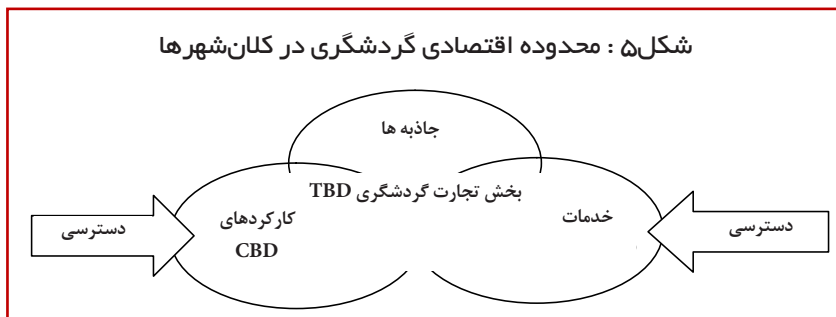 شکل۵ : محدوده اقتصادی گردشگری در کلان‌شهرها
جاذبه ها
بخش تجارت گردشگری TBD
دسترسی
خدمات
کارکردهای
CBD
دسترسی